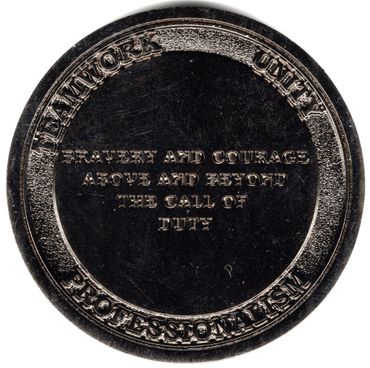 TEAMWORK
UNITY
BRAVERY AND COURAGE
ABOVE AND BEYOND
THE CALL OF
DUTY
PROFESSIONALISM